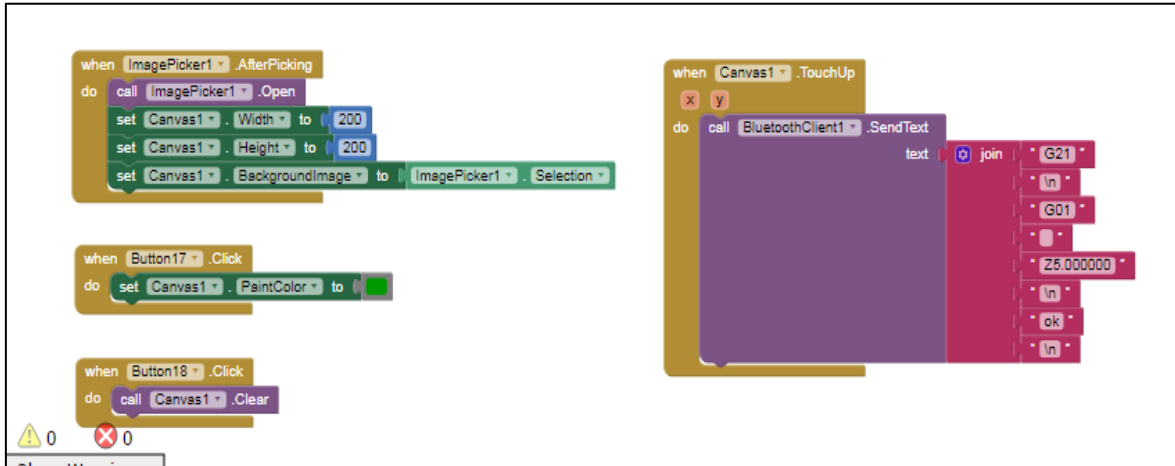 when ImagePicker1 .AfterPicking
do call ImagePicker1 .Open
set Canvas1 . Width to 200
set Canvas1 . Height to 200
set Canvas1 . BackgroundImage to ImagePicker1 . Selection
when Button17 .Click
do set Canvas1 . PaintColor to
when Button18 .Click
do call Canvas1 .Clear
0 0
when Canvas1 .TouchUp
x y
do call BluetoothClient1 .SendText
text join " G21 "
" \n "
" G01 "
" "
" Z5.000000 "
" \n "
" ok "
" \n "